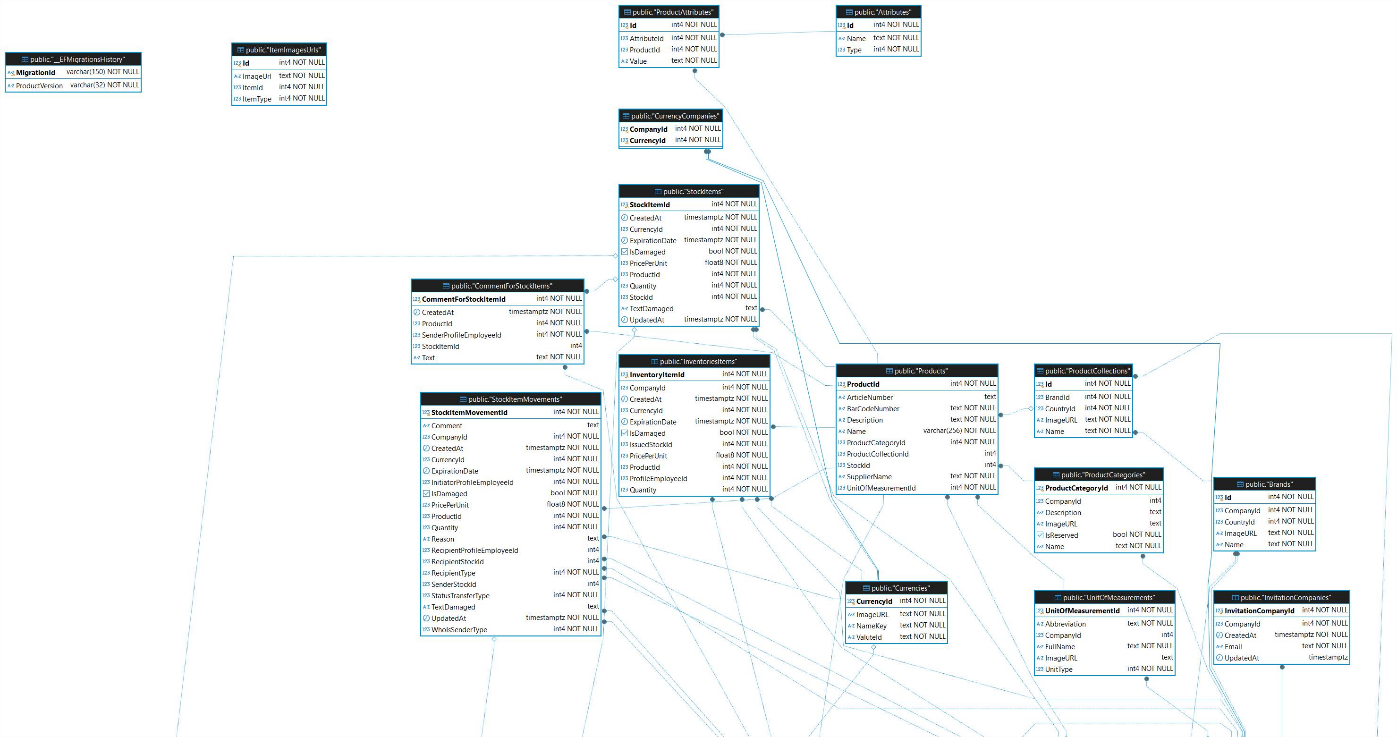 public."__EFMigrationsHistory"
MigrationId varchar(150) NOT NULL
ProductVersion varchar(32) NOT NULL
public."ItemImagesUrls"
Id int4 NOT NULL
ImageUri text NOT NULL
ItemId int4 NOT NULL
ItemType int4 NOT NULL
public."ProductAttributes"
Id int4 NOT NULL
AttributeId int4 NOT NULL
ProductId int4 NOT NULL
Value text NOT NULL
public."Attributes"
Id int4 NOT NULL
Name text NOT NULL
Type int4 NOT NULL
public."CurrencyCompanies"
CompanyId int4 NOT NULL
CurrencyId int4 NOT NULL
public."StockItems"
StockItemId int4 NOT NULL
CreatedAt timestamptz NOT NULL
CurrencyId int4 NOT NULL
ExpirationDate timestamptz NOT NULL
IsDamaged bool NOT NULL
PricePerUnit float8 NOT NULL
ProductId int4 NOT NULL
Quantity int4 NOT NULL
StockId int4 NOT NULL
TextDamaged text
UpdatedAt timestamptz NOT NULL
public."CommentForStockItems"
CommentForStockItemId int4 NOT NULL
CreatedAt timestamptz NOT NULL
ProductId int4 NOT NULL
SenderProfileEmployeeId int4 NOT NULL
StockItemId int4
Text text NOT NULL
public."InventoriesItems"
InventoryItemId int4 NOT NULL
CompanyId int4 NOT NULL
CreatedAt timestamptz NOT NULL
CurrencyId int4 NOT NULL
ExpirationDate timestamptz NOT NULL
IsDamaged bool NOT NULL
IssuedStockId int4 NOT NULL
PricePerUnit float8 NOT NULL
ProductId int4 NOT NULL
ProfileEmployeeId int4 NOT NULL
Quantity int4 NOT NULL
public."StockItemMovements"
StockItemMovementId int4 NOT NULL
Comment text
CompanyId int4 NOT NULL
CreatedAt timestamptz NOT NULL
CurrencyId int4 NOT NULL
ExpirationDate timestamptz NOT NULL
InitiatorProfileEmployeeId int4 NOT NULL
IsDamaged bool NOT NULL
PricePerUnit float8 NOT NULL
ProductId int4 NOT NULL
Quantity int4 NOT NULL
Reason text
RecipientProfileEmployeeId int4
RecipientStockId int4
RecipientType int4 NOT NULL
SenderStockId int4
StatusTransferType int4 NOT NULL
TextDamaged text
UpdatedAt timestamptz NOT NULL
WhoIsSenderType int4 NOT NULL
public."Products"
ProductId int4 NOT NULL
ArticleNumber text
BarCodeNumber text NOT NULL
Description text NOT NULL
Name varchar(256) NOT NULL
ProductCategoryId int4 NOT NULL
ProductCollectionId int4
StockId int4
SupplierName text NOT NULL
UnitOfMeasurementId int4 NOT NULL
public."ProductCollections"
Id int4 NOT NULL
BrandId int4 NOT NULL
CountryId int4 NOT NULL
ImageURL text NOT NULL
Name text NOT NULL
public."ProductCategories"
ProductCategoryId int4 NOT NULL
CompanyId int4
Description text
ImageURL text
IsReserved bool NOT NULL
Name text NOT NULL
public."Brands"
Id int4 NOT NULL
CompanyId int4 NOT NULL
CountryId int4 NOT NULL
ImageURL text NOT NULL
Name text NOT NULL
public."Currencies"
CurrencyId int4 NOT NULL
ImageURL text NOT NULL
NameKey text NOT NULL
ValuteId text NOT NULL
public."UnitOfMeasurements"
UnitOfMeasurementId int4 NOT NULL
Abbreviation text NOT NULL
CompanyId int4
FullName text NOT NULL
ImageURL text
UnitType int4 NOT NULL
public."InvitationCompanies"
InvitationCompanyId int4 NOT NULL
CompanyId int4 NOT NULL
CreatedAt timestamptz NOT NULL
Email text NOT NULL
UpdatedAt timestamptz